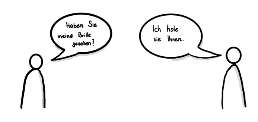 Haben Sie
meine Brille
gesehen?
Ich hole
sie Ihnen.